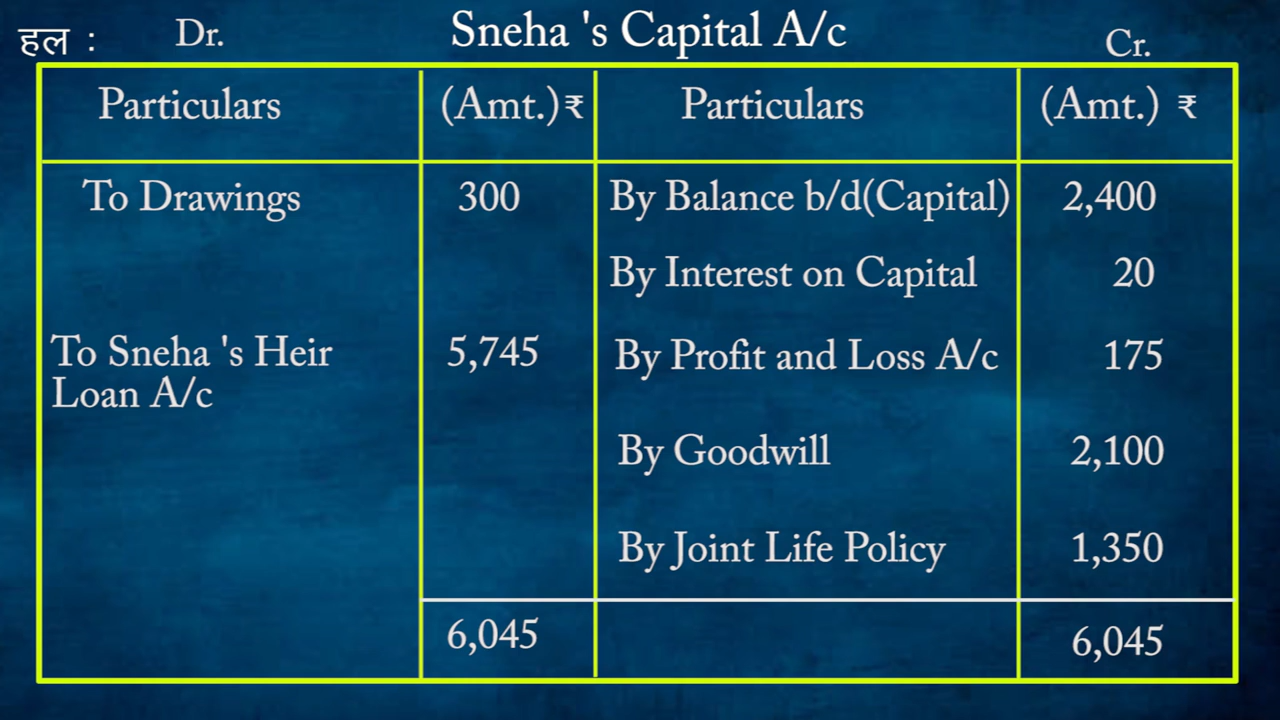 हल :
Dr.
Sneha 's Capital A/c
Cr.
Particulars (Amt.)₹ Particulars (Amt.) ₹
To Drawings 300 By Balance b/d(Capital) 2,400
By Interest on Capital 20
To Sneha 's Heir 5,745 By Profit and Loss A/c 175
Loan A/c
By Goodwill 2,100
By Joint Life Policy 1,350
6,045 6,045